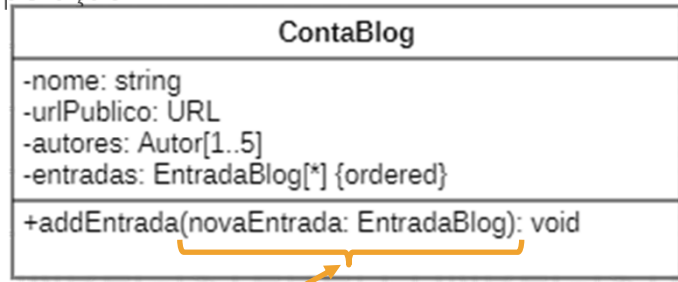 ContaBlog
-nome: string
-urlPublico: URL
-autores: Autor[1..5]
-entradas: EntradaBlog[*] {ordered}
+addEntrada(novaEntrada: EntradaBlog): void